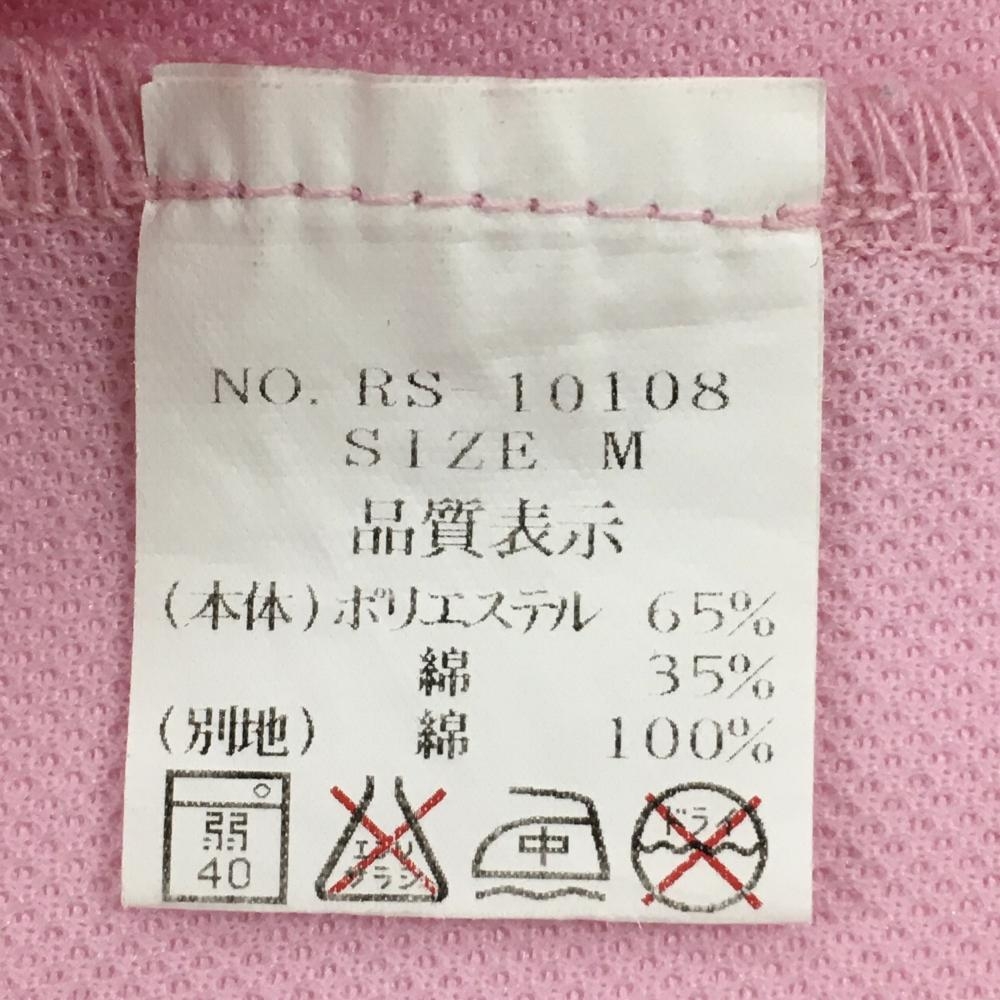 NO. RS-10108
SIZE M
品質表示
(本体)ポリエステル 65%
綿 35%
(別地) 綿 100%
弱
40
エンソ
サラシ
中
ドライ